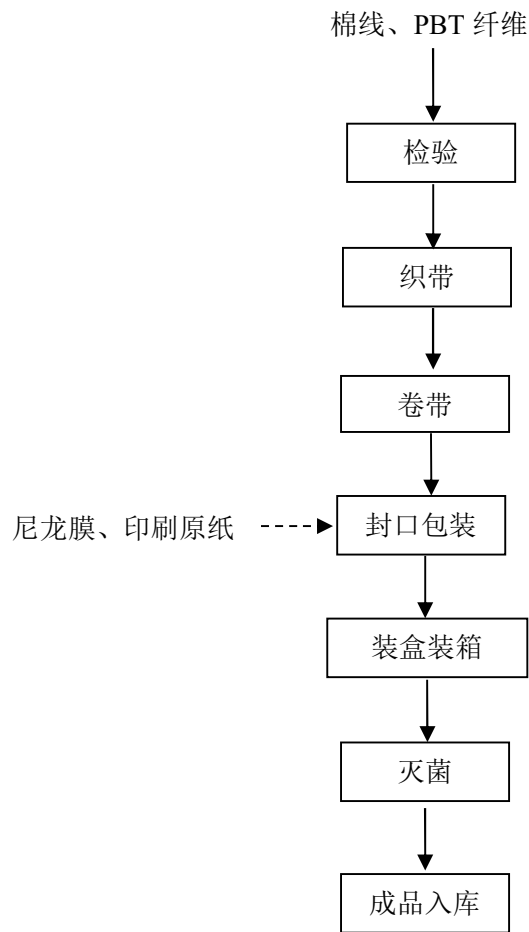 棉线、PBT 纤维
检验
织带
卷带
尼龙膜、印刷原纸
封口包装
装盒装箱
灭菌
成品入库